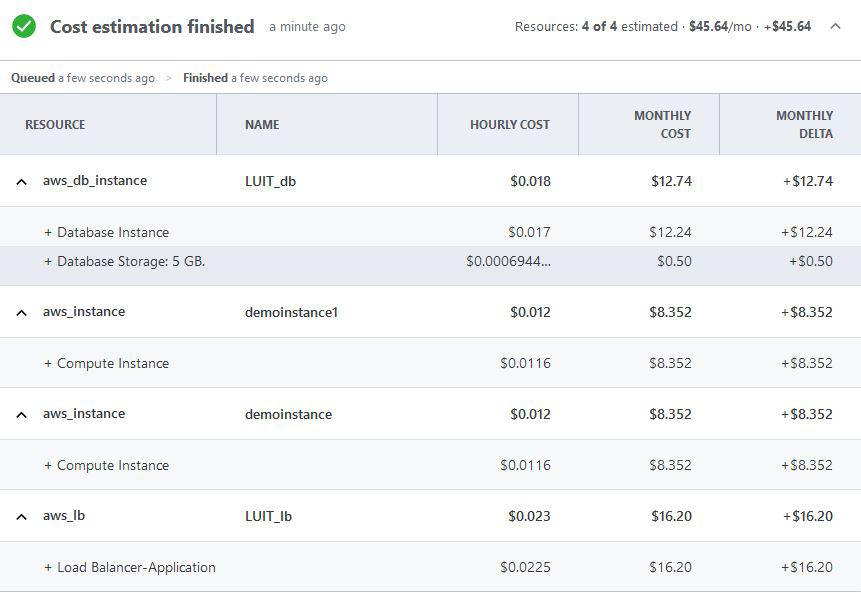 Cost estimation finished a minute ago Resources: 4 of 4 estimated · $45.64/mo · +$45.64
Queued a few seconds ago > Finished a few seconds ago
RESOURCE NAME HOURLY COST MONTHLY COST MONTHLY DELTA
aws_db_instance LUIT_db $0.018 $12.74 +$12.74
+ Database Instance $0.017 $12.24 +$12.24
+ Database Storage: 5 GB. $0.0006944... $0.50 +$0.50
aws_instance demoinstance1 $0.012 $8.352 +$8.352
+ Compute Instance $0.0116 $8.352 +$8.352
aws_instance demoinstance $0.012 $8.352 +$8.352
+ Compute Instance $0.0116 $8.352 +$8.352
aws_lb LUIT_lb $0.023 $16.20 +$16.20
+ Load Balancer-Application $0.0225 $16.20 +$16.20